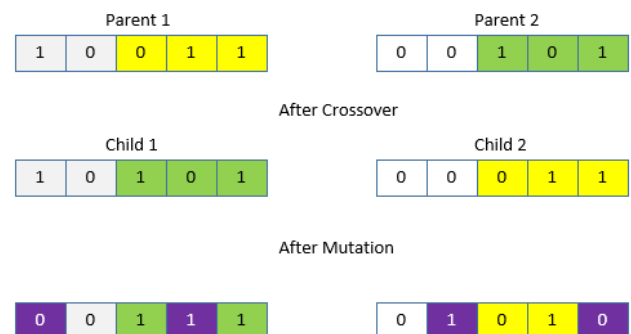 Parent 1 Parent 2
1 0 0 1 1 0 0 1 0 1
After Crossover
Child 1 Child 2
1 0 1 0 1 0 0 0 1 1
After Mutation
0 0 1 1 1 0 1 0 1 0